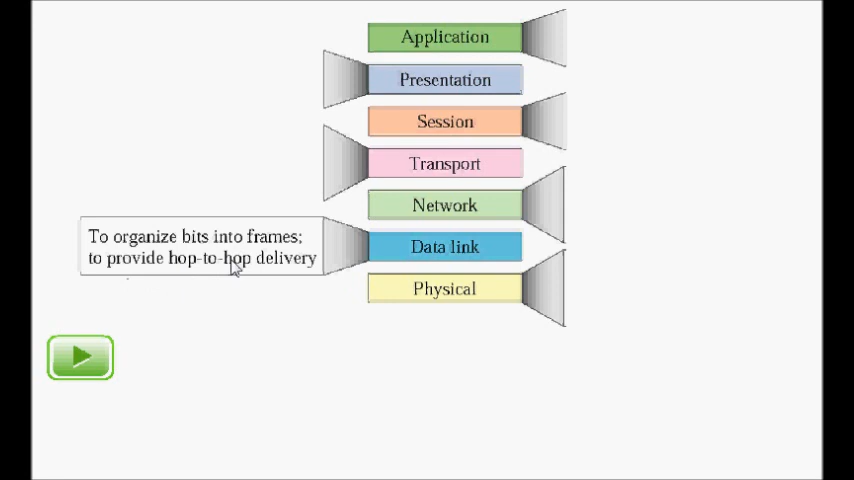 Application
Presentation
Session
Transport
Network
To organize bits into frames;
to provide hop-to-hop delivery
Data link
Physical